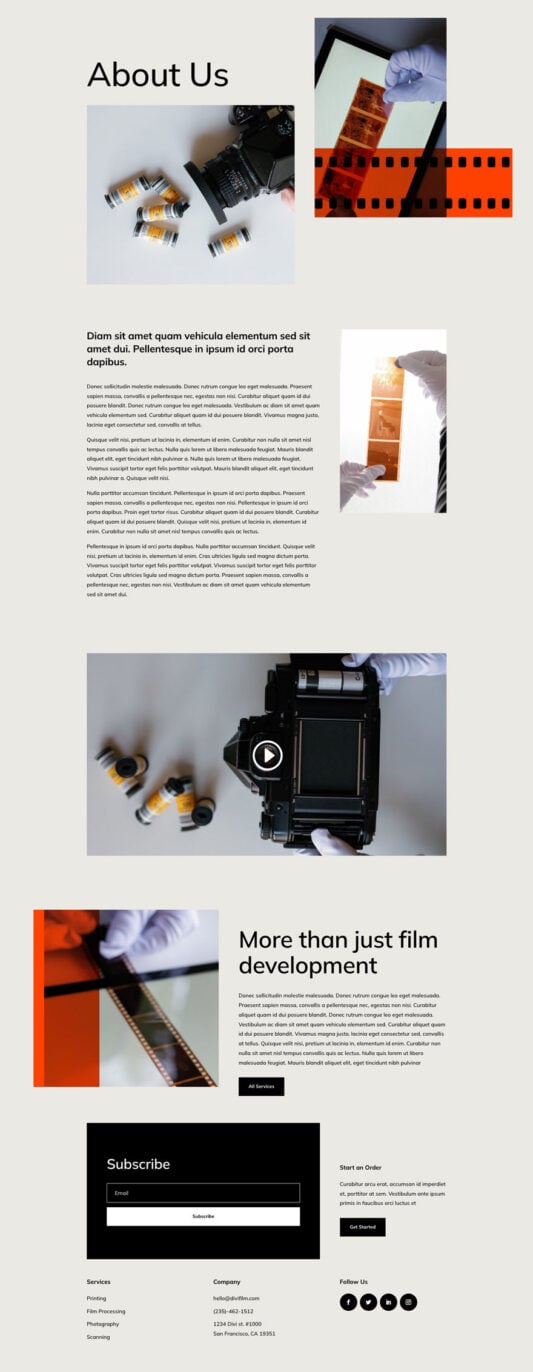 About Us
Diam sit amet quam vehicula elementum sed sit
amet dui. Pellentesque in ipsum id orci porta
dapibus.
Donec sollicitudin molestie malesuada. Donec rutrum congue leo eget malesuada. Praesent
sapien massa, convallis a pellentesque nec, egestas non nisi. Curabitur aliquet quam id dui
posuere blandit. Donec rutrum congue leo eget malesuada. Vestibulum ac diam sit amet quam
vehicula elementum sed. Curabitur aliquet quam id dui posuere blandit. Vivamus magna justo,
lacinia eget consectetur sed, convallis at tellus.
Quisque velit nisi, pretium ut lacinia in, elementum id enim. Curabitur non nulla sit amet nisl
tempus convallis quis ac lectus. Nulla quis lorem ut libero malesuada feugiat. Mauris blandit
aliquet elit, eget tincidunt nibh pulvinar a. Nulla quis lorem ut libero malesuada feugiat.
Vivamus suscipit tortor eget felis porttitor volutpat. Mauris blandit aliquet elit, eget tincidunt
nibh pulvinar a. Quisque velit nisi.
Nulla porttitor accumsan tincidunt. Pellentesque in ipsum id orci porta dapibus. Praesent
sapien massa, convallis a pellentesque nec, egestas non nisi. Pellentesque in ipsum id orci
porta dapibus. Proin eget tortor risus. Curabitur aliquet quam id dui posuere blandit. Curabitur
aliquet quam id dui posuere blandit. Quisque velit nisi, pretium ut lacinia in, elementum id
enim. Curabitur non nulla sit amet nisl tempus convallis quis ac lectus.
Pellentesque in ipsum id orci porta dapibus. Nulla porttitor accumsan tincidunt. Quisque velit
nisi, pretium ut lacinia in, elementum id enim. Cras ultricies ligula sed magna dictum porta.
Vivamus suscipit tortor eget felis porttitor volutpat. Vivamus suscipit tortor eget felis porttitor
volutpat. Cras ultricies ligula sed magna dictum porta. Praesent sapien massa, convallis a
pellentesque nec, egestas non nisi. Vestibulum ac diam sit amet quam vehicula elementum
sed sit amet dui.
More than just film
development
Donec sollicitudin molestie malesuada. Donec rutrum congue leo eget malesuada.
Praesent sapien massa, convallis a pellentesque nec, egestas non nisi. Curabitur
aliquet quam id dui posuere blandit. Donec rutrum congue leo eget malesuada.
Vestibulum ac diam sit amet quam vehicula elementum sed. Curabitur aliquet quam
id dui posuere blandit. Vivamus magna justo, lacinia eget consectetur sed, convallis
at tellus. Quisque velit nisi, pretium ut lacinia in, elementum id enim. Curabitur non
nulla sit amet nisl tempus convallis quis ac lectus. Nulla quis lorem ut libero
malesuada feugiat. Mauris blandit aliquet elit, eget tincidunt nibh pulvinar
All Services
Subscribe
Email
Subscribe
Start an Order
Curabitur arcu erat, accumsan id imperdiet
et, porttitor at sem. Vestibulum ante ipsum
primis in faucibus orci luctus et
Get Started
Services
Printing
Film Processing
Photography
Scanning
Company
hello@divifilm.com
(235)-462-1512
1234 Divi st. #1000
San Francisco, CA 19351
Follow Us